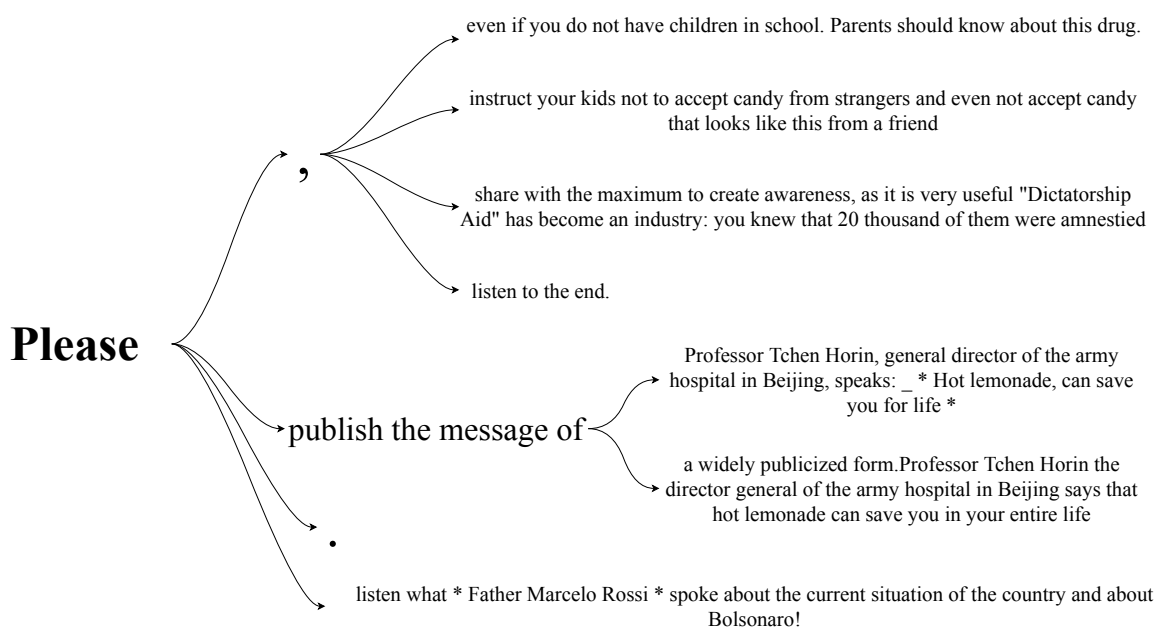 even if you do not have children in school. Parents should know about this drug.
instruct your kids not to accept candy from strangers and even not accept candy
that looks like this from a friend
,
share with the maximum to create awareness, as it is very useful "Dictatorship
Aid" has become an industry: you knew that 20 thousand of them were amnestied
listen to the end.
Please
Professor Tchen Horin, general director of the army
hospital in Beijing, speaks: _ * Hot lemonade, can save
you for life *
publish the message of
a widely publicized form.Professor Tchen Horin the
director general of the army hospital in Beijing says that
hot lemonade can save you in your entire life
.
listen what * Father Marcelo Rossi * spoke about the current situation of the country and about
Bolsonaro!